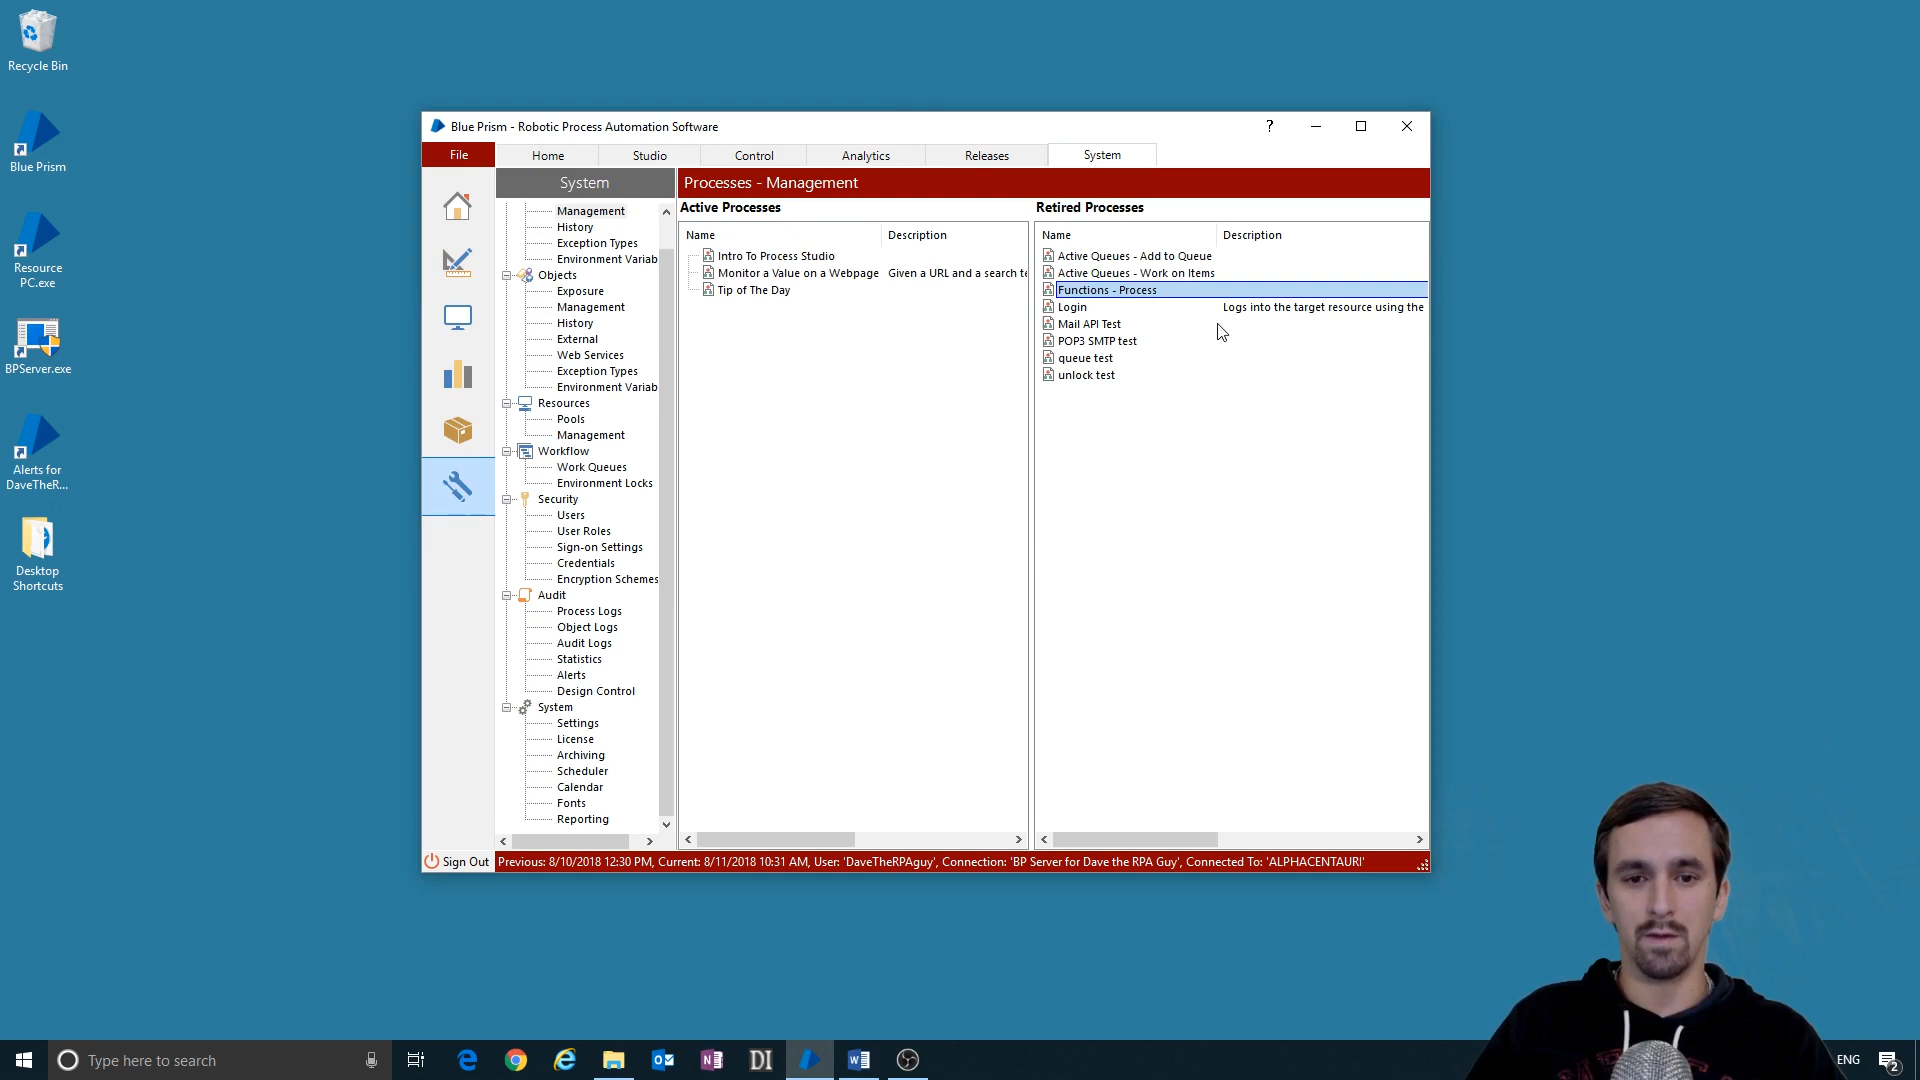 Recycle Bin
Blue Prism
Resource
PC.exe
BPServer.exe
Alerts for
DaveTheR...
Desktop
Shortcuts
Blue Prism - Robotic Process Automation Software
?
File
Home
Studio
Control
Analytics
Releases
System
System
Management
History
Exception Types
Environment Variab
Objects
Exposure
Management
History
External
Web Services
Exception Types
Environment Variab
Resources
Pools
Management
Workflow
Work Queues
Environment Locks
Security
Users
User Roles
Sign-on Settings
Credentials
Encryption Schemes
Audit
Process Logs
Object Logs
Audit Logs
Statistics
Alerts
Design Control
System
Settings
License
Archiving
Scheduler
Calendar
Fonts
Reporting
Processes - Management
Active Processes
Name Description
Intro To Process Studio
Monitor a Value on a Webpage Given a URL and a search te
Tip of The Day
Retired Processes
Name Description
Active Queues - Add to Queue
Active Queues - Work on Items
Functions - Process
Login Logs into the target resource using the
Mail API Test
POP3 SMTP test
queue test
unlock test
Sign Out
Previous: 8/10/2018 12:30 PM, Current: 8/11/2018 10:31 AM, User: 'DaveTheRPAguy', Connection: 'BP Server for Dave the RPA Guy', Connected To: 'ALPHACENTAURI'
Type here to search
DI
ENG
2